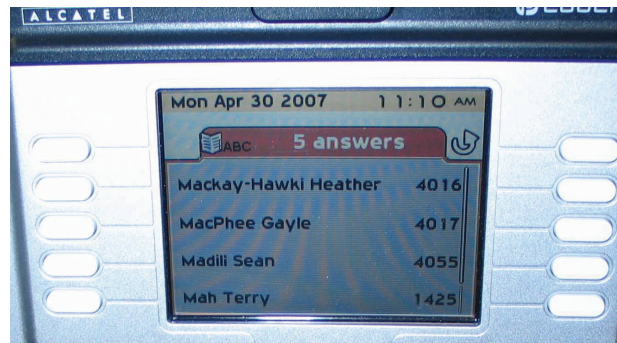 ALCATEL
Mon Apr 30 2007 11:10 AM
ABC 5 answers
Mackay-Hawki Heather 4016
MacPhee Gayle 4017
Madili Sean 4055
Mah Terry 1425